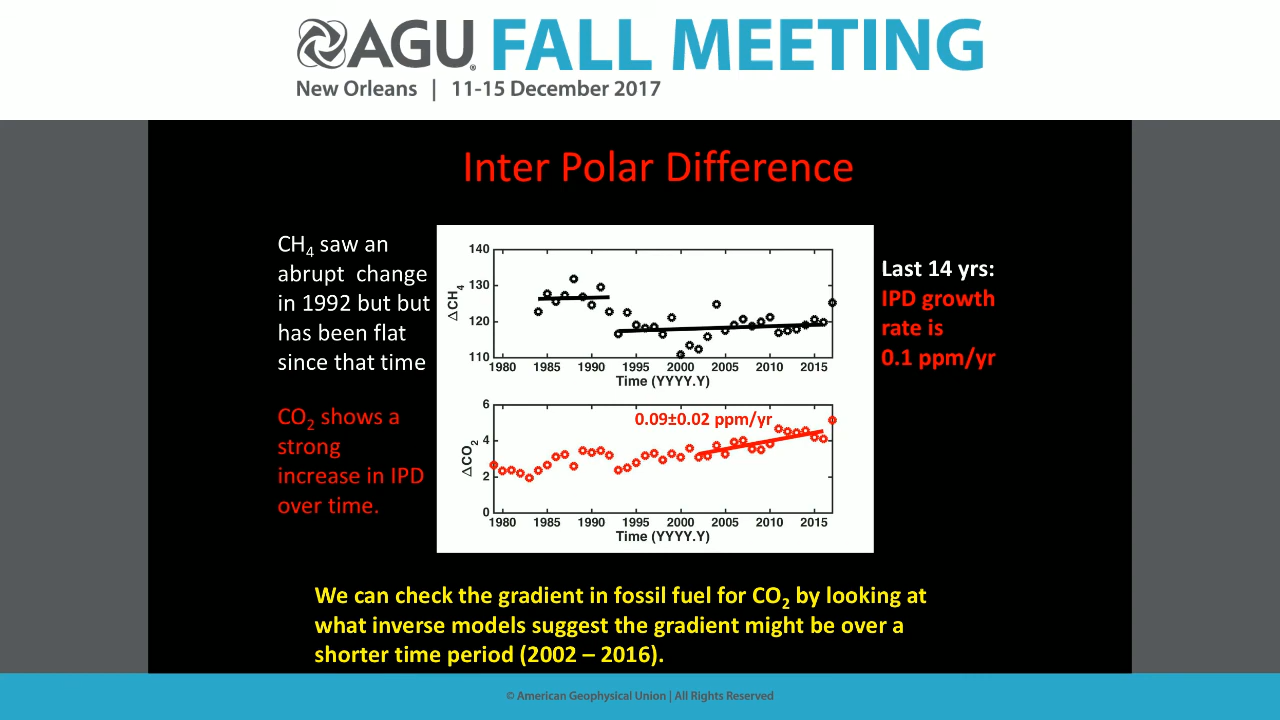 AGU FALL MEETING
New Orleans | 11-15 December 2017
Inter Polar Difference
CH₄ saw an
abrupt change
in 1992 but but
has been flat
since that time
CO₂ shows a
strong
increase in IPD
over time.
140
130
120
110
ΔCH₄
1980 1985 1990 1995 2000 2005 2010 2015
Time (YYYY.Y)
0.09±0.02 ppm/yr
6
4
2
0
ΔCO₂
1980 1985 1990 1995 2000 2005 2010 2015
Time (YYYY.Y)
Last 14 yrs:
IPD growth
rate is
0.1 ppm/yr
We can check the gradient in fossil fuel for CO₂ by looking at
what inverse models suggest the gradient might be over a
shorter time period (2002 – 2016).
© American Geophysical Union | All Rights Reserved